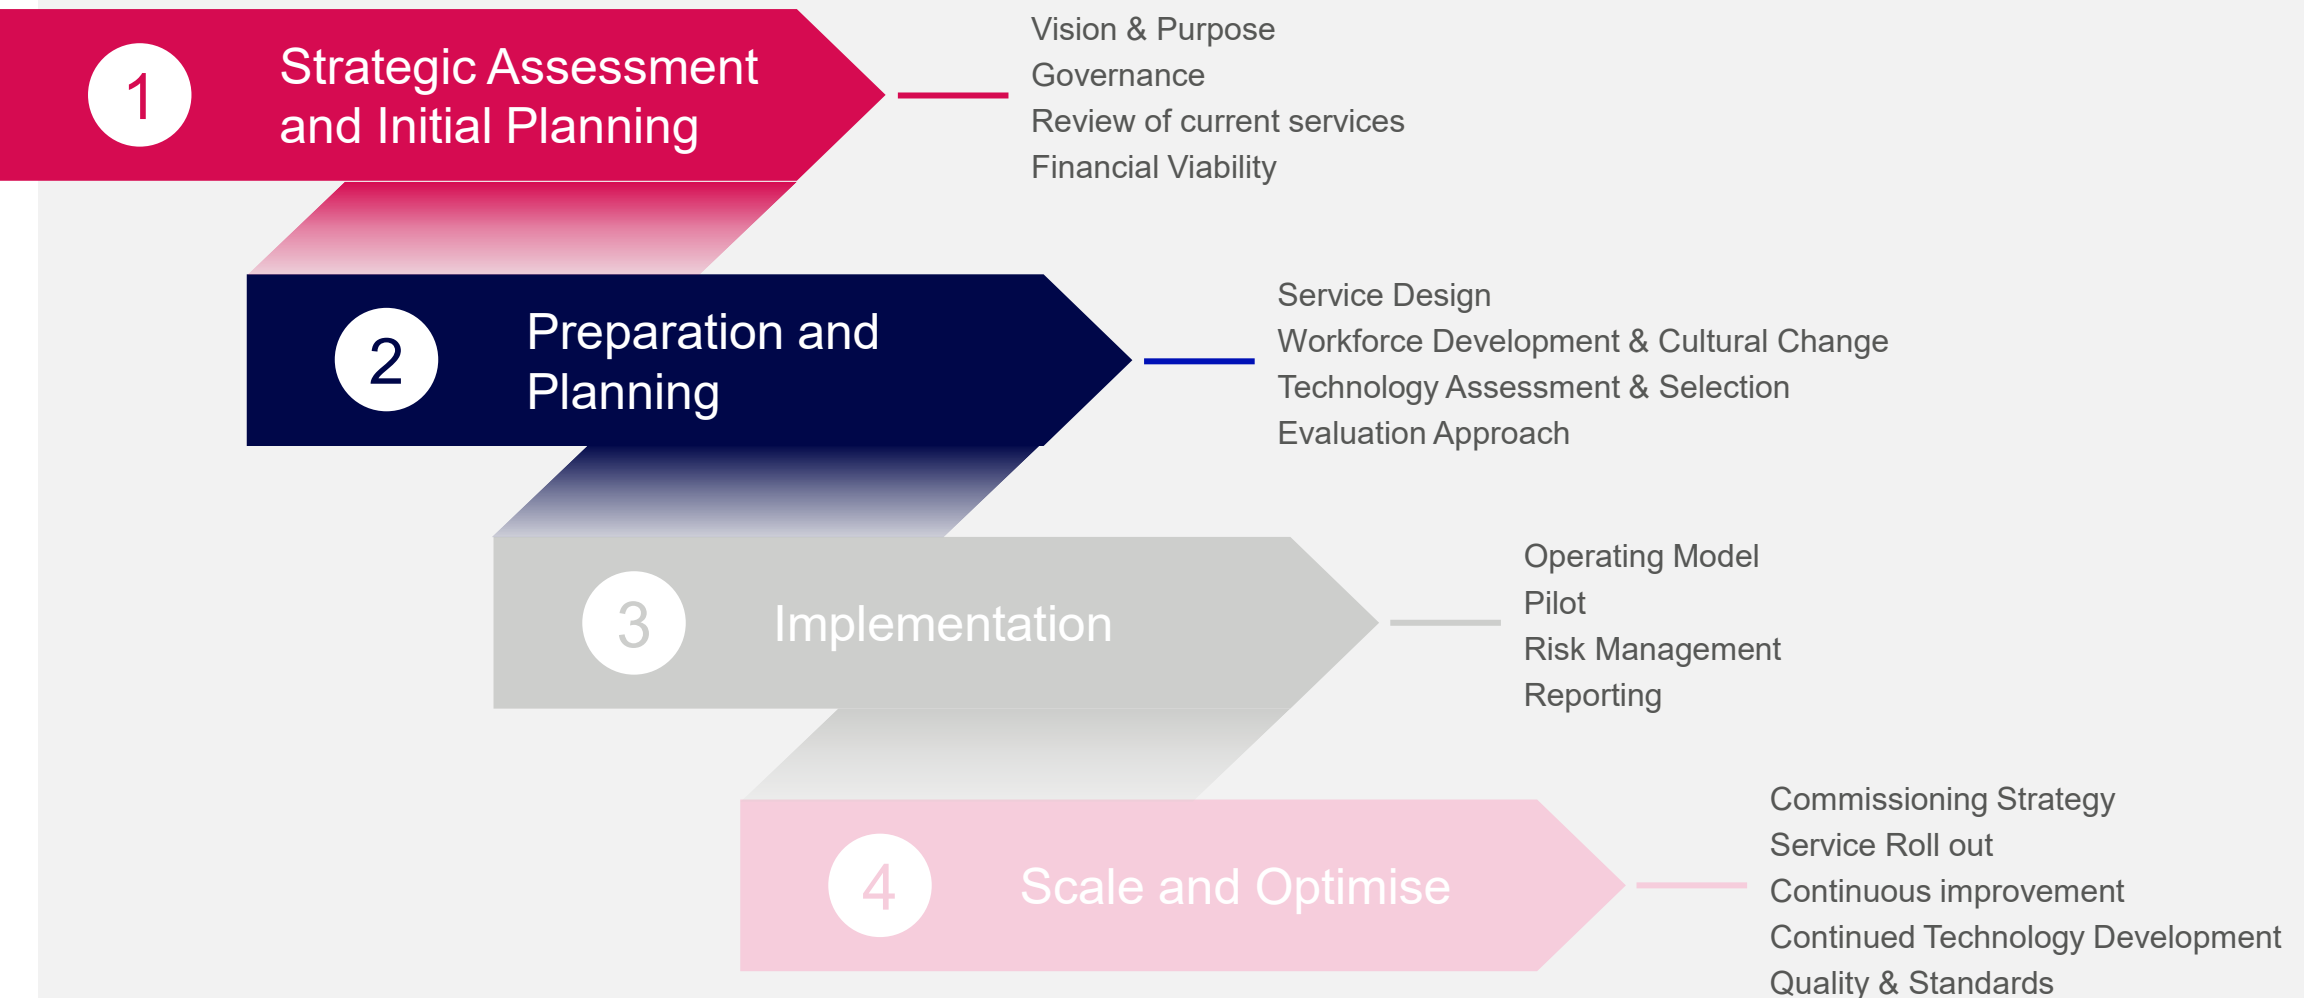 1
Strategic Assessment
and Initial Planning
Vision & Purpose
Governance
Review of current services
Financial Viability
2
Preparation and
Planning
Service Design
Workforce Development & Cultural Change
Technology Assessment & Selection
Evaluation Approach
3
Implementation
Operating Model
Pilot
Risk Management
Reporting
4
Scale and Optimise
Commissioning Strategy
Service Roll out
Continuous improvement
Continued Technology Development
Quality & Standards